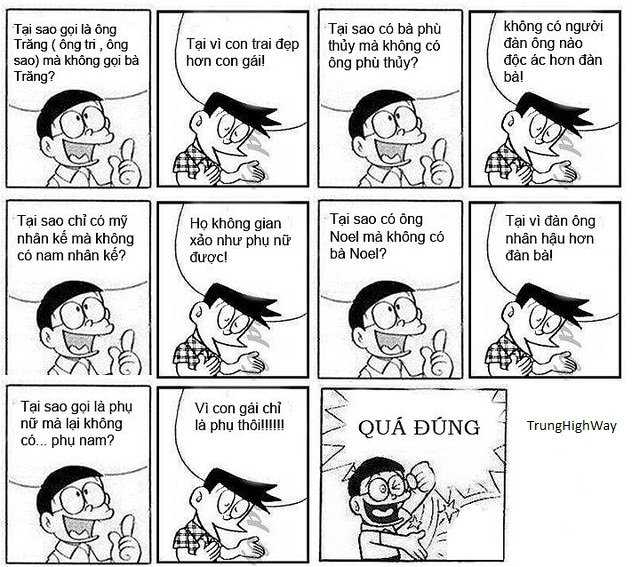 Tại sao gọi là ông
Trăng ( ông tri , ông
sao) mà không gọi bà
Trăng?
Tại vì con trai đẹp
hơn con gái!
Tại sao có bà phù
thủy mà không có
ông phù thủy?
không có người
đàn ông nào
độc ác hơn đàn
bà!
Tại sao chỉ có mỹ
nhân kế mà không
có nam nhân kế?
Họ không gian
xảo như phụ nữ
được!
Tại sao có ông
Noel mà không có
bà Noel?
Tại vì đàn ông
nhân hậu hơn
đàn bà!
Tại sao gọi là phụ
nữ mà lại không
có... phụ nam?
Vì con gái chỉ
là phụ thôi!!!!!!
QUÁ ĐÚNG
TrungHighWay